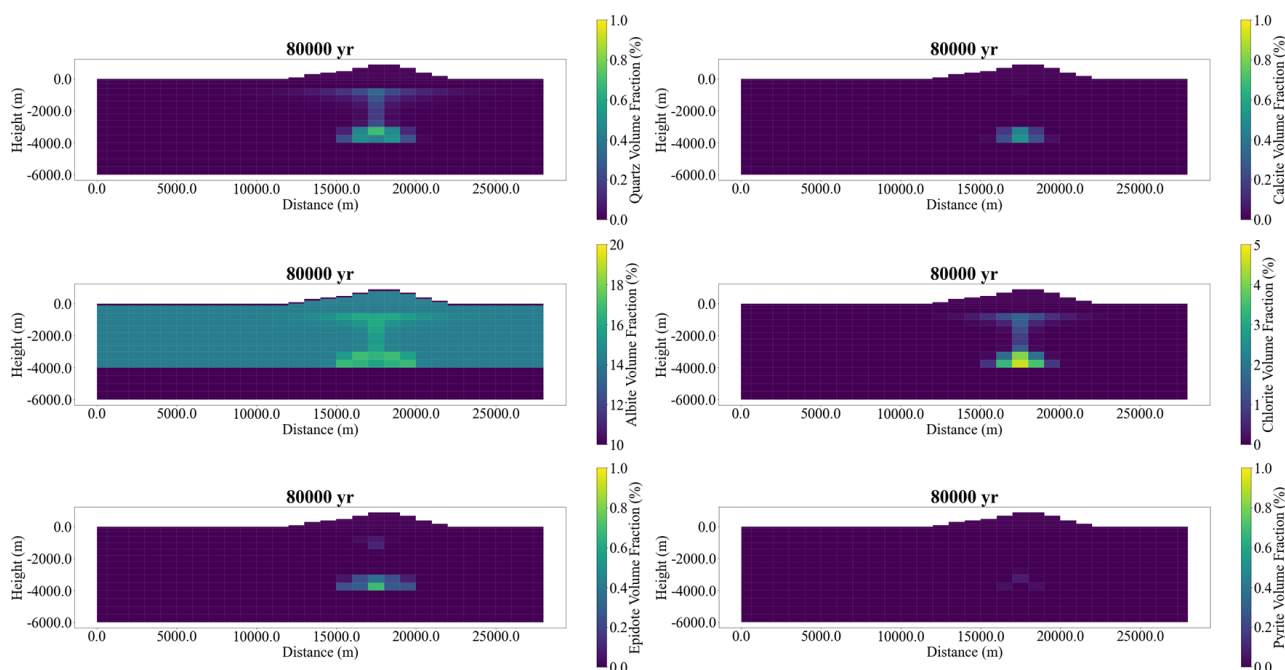 80000 yr
Height (m)
0.0
-2000.0
-4000.0
-6000.0
0.0 5000.0 10000.0 15000.0 20000.0 25000.0
Distance (m)
1.0
0.8
0.6
0.4
0.2
0.0
Quartz Volume Fraction (%)
80000 yr
Height (m)
0.0
-2000.0
-4000.0
-6000.0
0.0 5000.0 10000.0 15000.0 20000.0 25000.0
Distance (m)
1.0
0.8
0.6
0.4
0.2
0.0
Calcite Volume Fraction (%)
80000 yr
Height (m)
0.0
-2000.0
-4000.0
-6000.0
0.0 5000.0 10000.0 15000.0 20000.0 25000.0
Distance (m)
20
18
16
14
12
10
Albite Volume Fraction (%)
80000 yr
Height (m)
0.0
-2000.0
-4000.0
-6000.0
0.0 5000.0 10000.0 15000.0 20000.0 25000.0
Distance (m)
5
4
3
2
1
0
Chlorite Volume Fraction (%)
80000 yr
Height (m)
0.0
-2000.0
-4000.0
-6000.0
0.0 5000.0 10000.0 15000.0 20000.0 25000.0
Distance (m)
1.0
0.8
0.6
0.4
0.2
0.0
Epidote Volume Fraction (%)
80000 yr
Height (m)
0.0
-2000.0
-4000.0
-6000.0
0.0 5000.0 10000.0 15000.0 20000.0 25000.0
Distance (m)
1.0
0.8
0.6
0.4
0.2
0.0
Pyrite Volume Fraction (%)